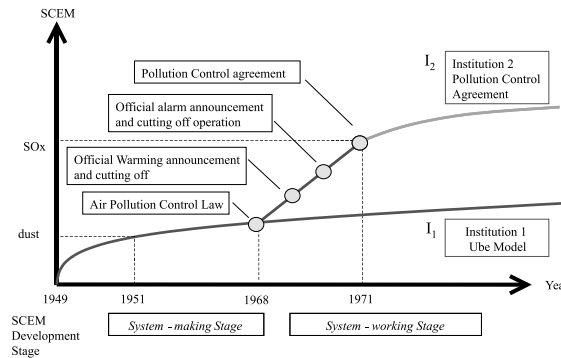 SCEM
Pollution Control agreement
I2
Institution 2
Pollution Control
Agreement
Official alarm announcement
and cutting off operation
SOx
Official Warming announcement
and cutting off
Air Pollution Control Law
dust
I1
Institution 1
Ube Model
1949
1951
1968
1971
Yea
SCEM
Development
Stage
System - making Stage
System - working Stage